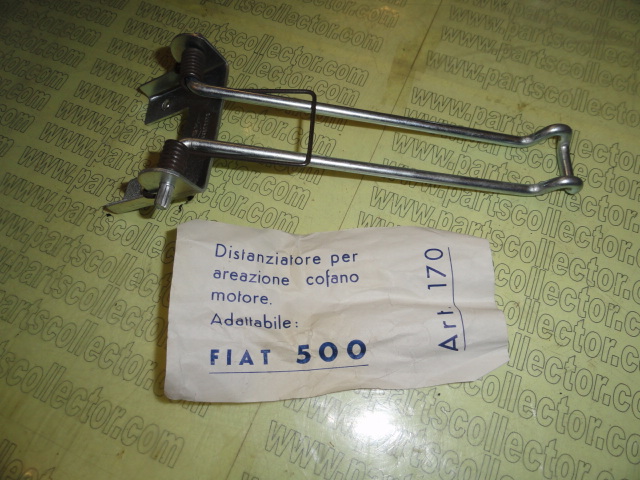 Distanziatore per
areazione cofano
motore.
Adattabile:
FIAT 500
Art. 170
www.partscollector.com